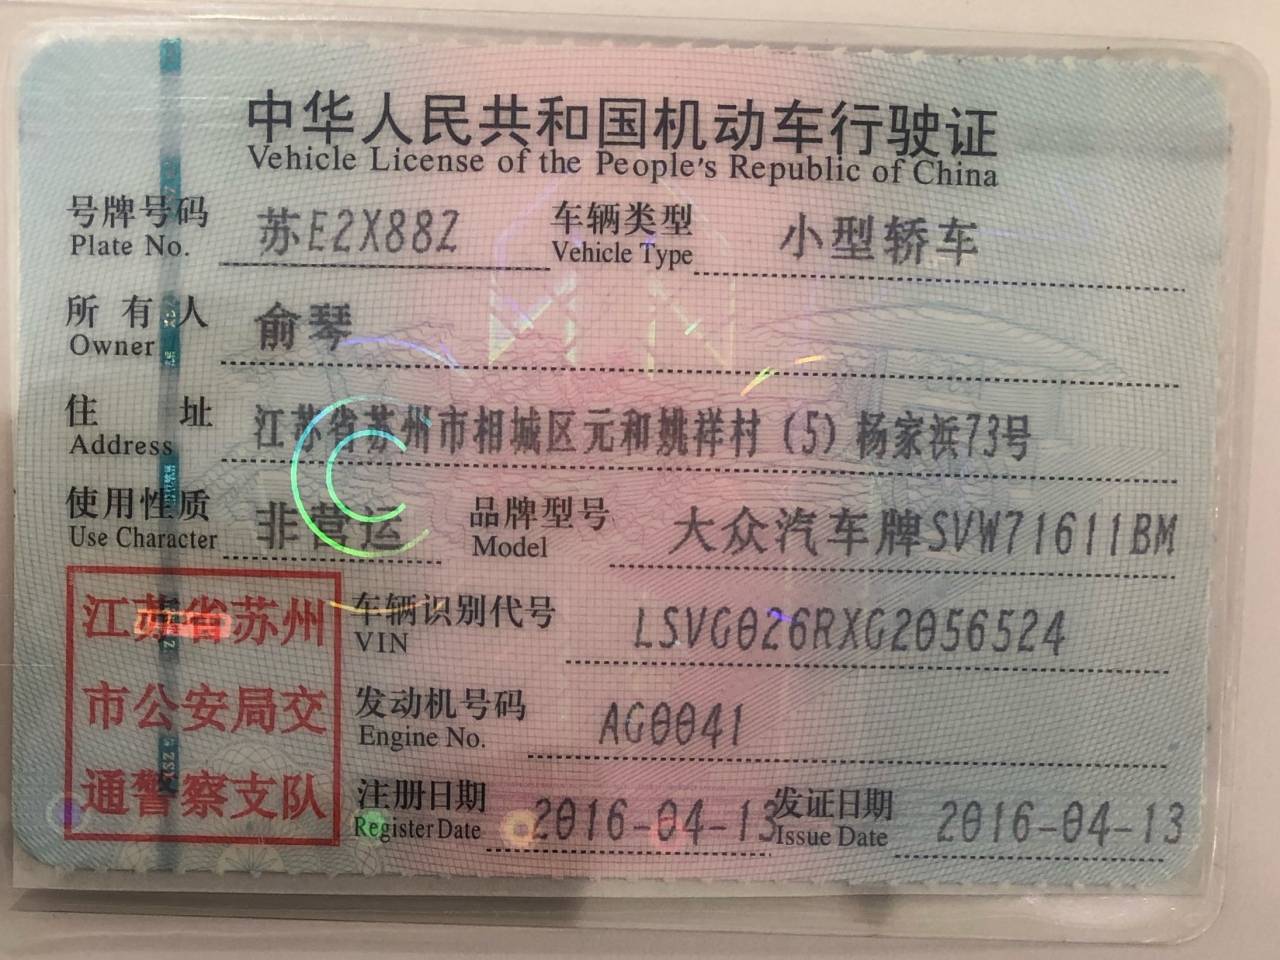 中华人民共和国机动车行驶证
Vehicle License of the People's Republic of China
号牌号码 苏E2X88Z 车辆类型 小型轿车
Plate No. Vehicle Type
所有人 俞琴
Owner
住址 江苏省苏州市相城区元和姚祥村(5)杨家浜73号
Address
使用性质 非营运 品牌型号 大众汽车牌SVW71611BM
Use Character Model
江苏省苏州
市公安局交
通警察支队
车辆识别代号 LSVG026RXG2056524
VIN
发动机号码 AG0041
Engine No.
注册日期 2016-04-13 发证日期 2016-04-13
Register Date Issue Date